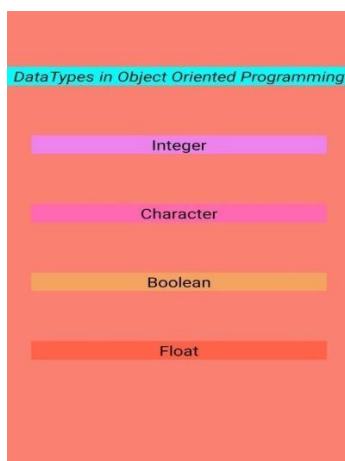 DataTypes in Object Oriented Programming
Integer
Character
Boolean
Float